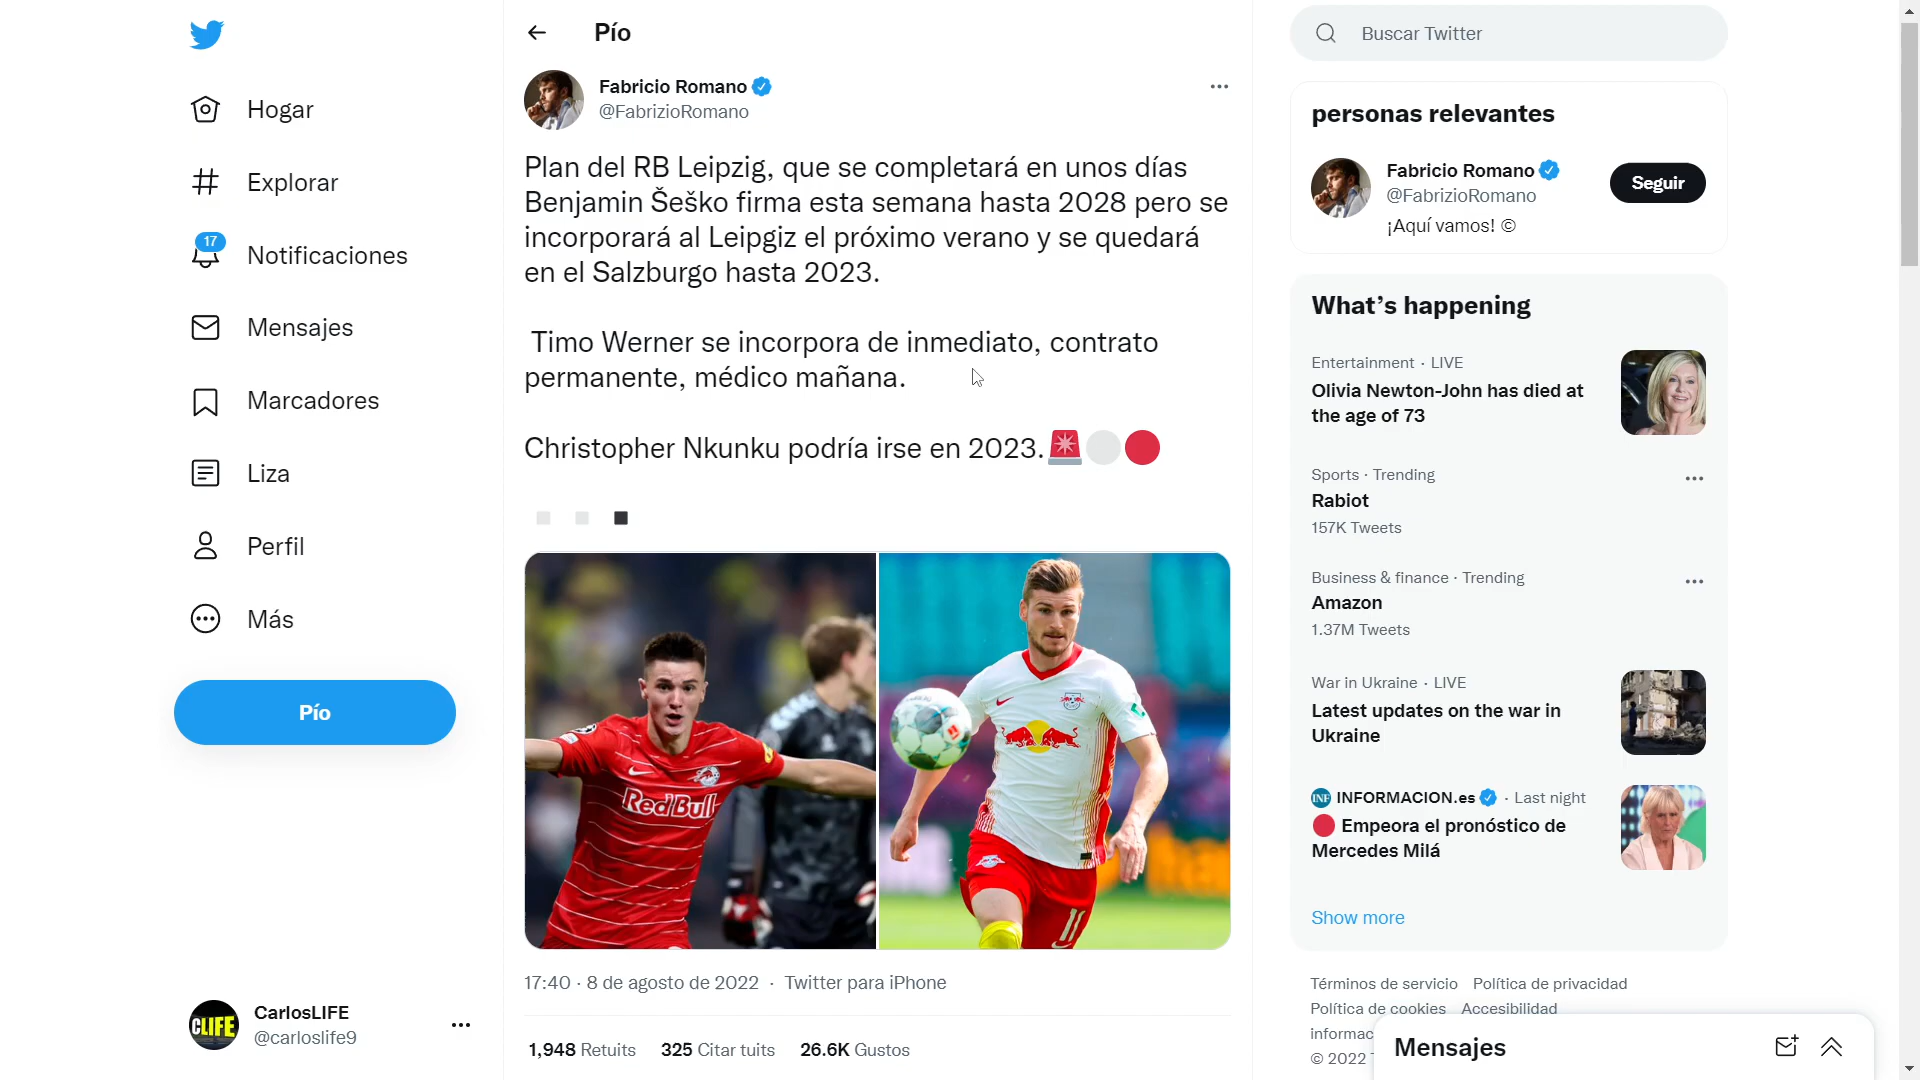 Pío
Fabricio Romano
@FabrizioRomano
Hogar
Explorar
17
Notificaciones
Mensajes
Marcadores
Liza
Perfil
Más
Pío
CLIFE
CarlosLIFE
@carloslife9
Plan del RB Leipzig, que se completará en unos días
Benjamin Šeško firma esta semana hasta 2028 pero se
incorporará al Leipgiz el próximo verano y se quedará
en el Salzburgo hasta 2023.
Timo Werner se incorpora de inmediato, contrato
permanente, médico mañana.
Christopher Nkunku podría irse en 2023.
Red Bull
11
17:40 · 8 de agosto de 2022 · Twitter para iPhone
1,948 Retuits 325 Citar tuits 26.6K Gustos
Buscar Twitter
personas relevantes
Fabricio Romano
@FabrizioRomano
Seguir
¡Aquí vamos! ©
What's happening
Entertainment · LIVE
Olivia Newton-John has died at
the age of 73
Sports · Trending
Rabiot
157K Tweets
Business & finance · Trending
Amazon
1.37M Tweets
War in Ukraine · LIVE
Latest updates on the war in
Ukraine
INF INFORMACION.es · Last night
Empeora el pronóstico de
Mercedes Milá
Show more
Términos de servicio Política de privacidad
Política de cookies Accesibilidad
informac
© 2022
Mensajes